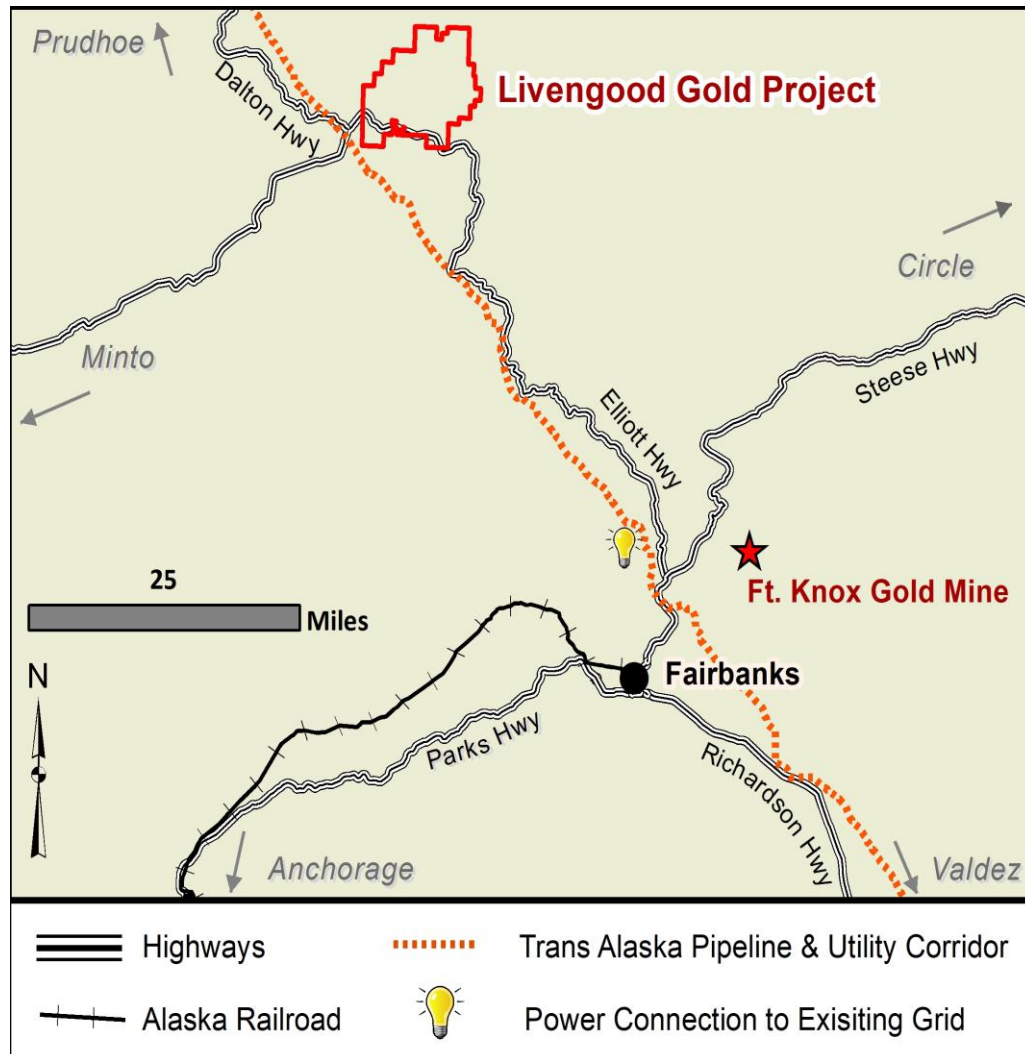 Prudhoe
Dalton Hwy
Livengood Gold Project
Circle
Minto
Steese Hwy
Elliott Hwy
25
Miles
Ft. Knox Gold Mine
N
Fairbanks
Parks Hwy
Richardson Hwy
Anchorage
Valdez
Highways
Trans Alaska Pipeline & Utility Corridor
Alaska Railroad
Power Connection to Exisiting Grid